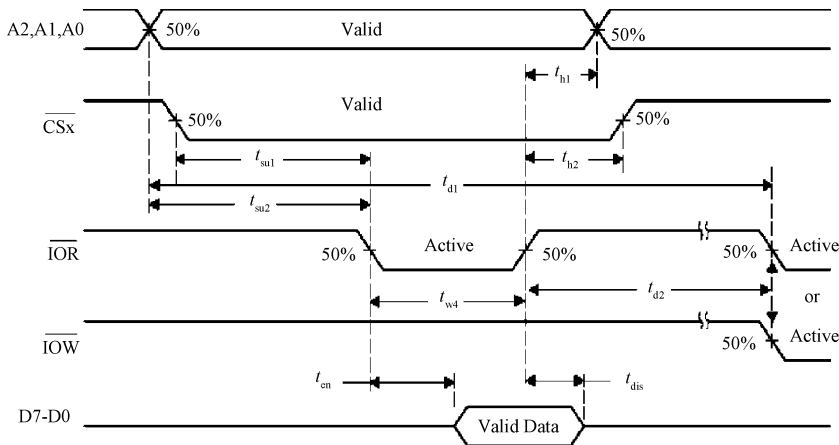 A2,A1,A0
50%
Valid
50%
t_h1
CSx
50%
Valid
50%
t_su1
t_h2
t_d1
t_su2
IOR
50%
Active
50%
50%
Active
t_w4
t_d2
or
IOW
50%
Active
t_en
t_dis
D7-D0
Valid Data